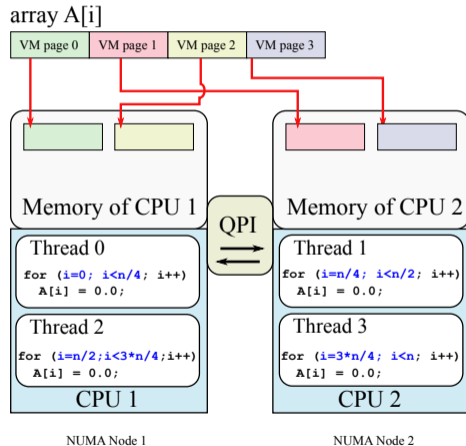 array A[i]
VM page 0 VM page 1 VM page 2 VM page 3
Memory of CPU 1
Memory of CPU 2
QPI
Thread 0
for (i=0; i<n/4; i++)
A[i] = 0.0;
Thread 2
for (i=n/2;i<3*n/4;i++)
A[i] = 0.0;
CPU 1
Thread 1
for (i=n/4; i<n/2; i++)
A[i] = 0.0;
Thread 3
for (i=3*n/4; i<n; i++)
A[i] = 0.0;
CPU 2
NUMA Node 1
NUMA Node 2